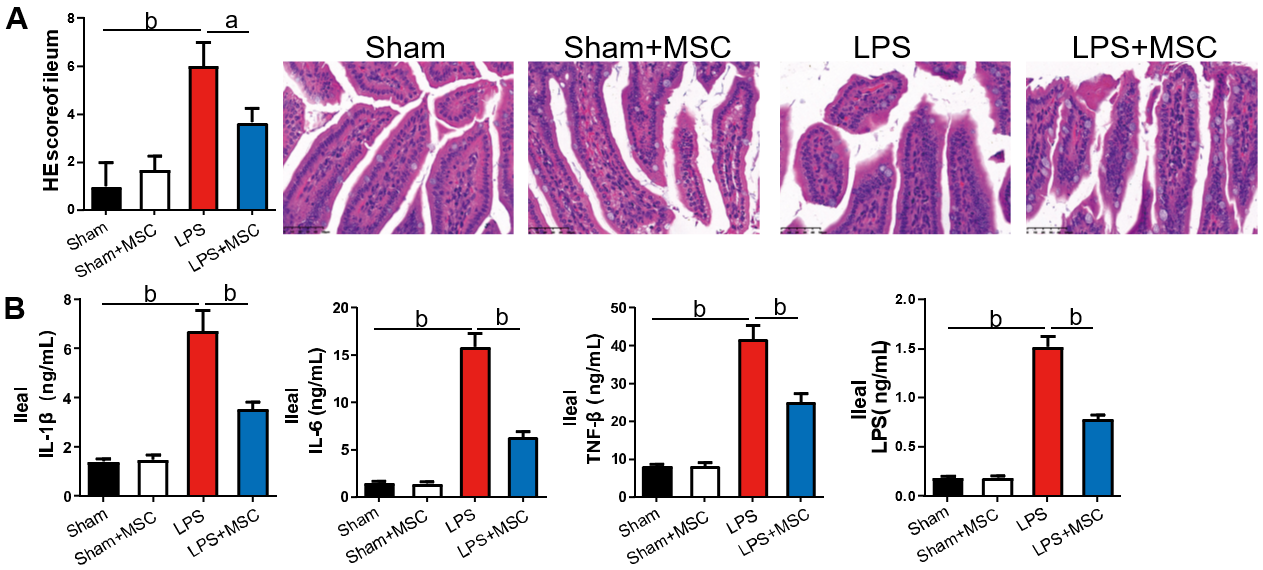 A
HEscoreofileum
8
6
4
2
0
b
a
Sham
Sham+MSC
LPS
LPS+MSC
Sham
Sham+MSC
LPS
LPS+MSC
B
Ileal
IL-1β (ng/mL)
8
6
4
2
0
b
b
Sham
Sham+MSC
LPS
LPS+MSC
Ileal
IL-6 (ng/mL)
20
15
10
5
0
b
b
Sham
Sham+MSC
LPS
LPS+MSC
Ileal
TNF-β (ng/mL)
50
40
30
20
10
0
b
b
Sham
Sham+MSC
LPS
LPS+MSC
Ileal
LPS( ng/mL)
2.0
1.5
1.0
0.5
0.0
b
b
Sham
Sham+MSC
LPS
LPS+MSC